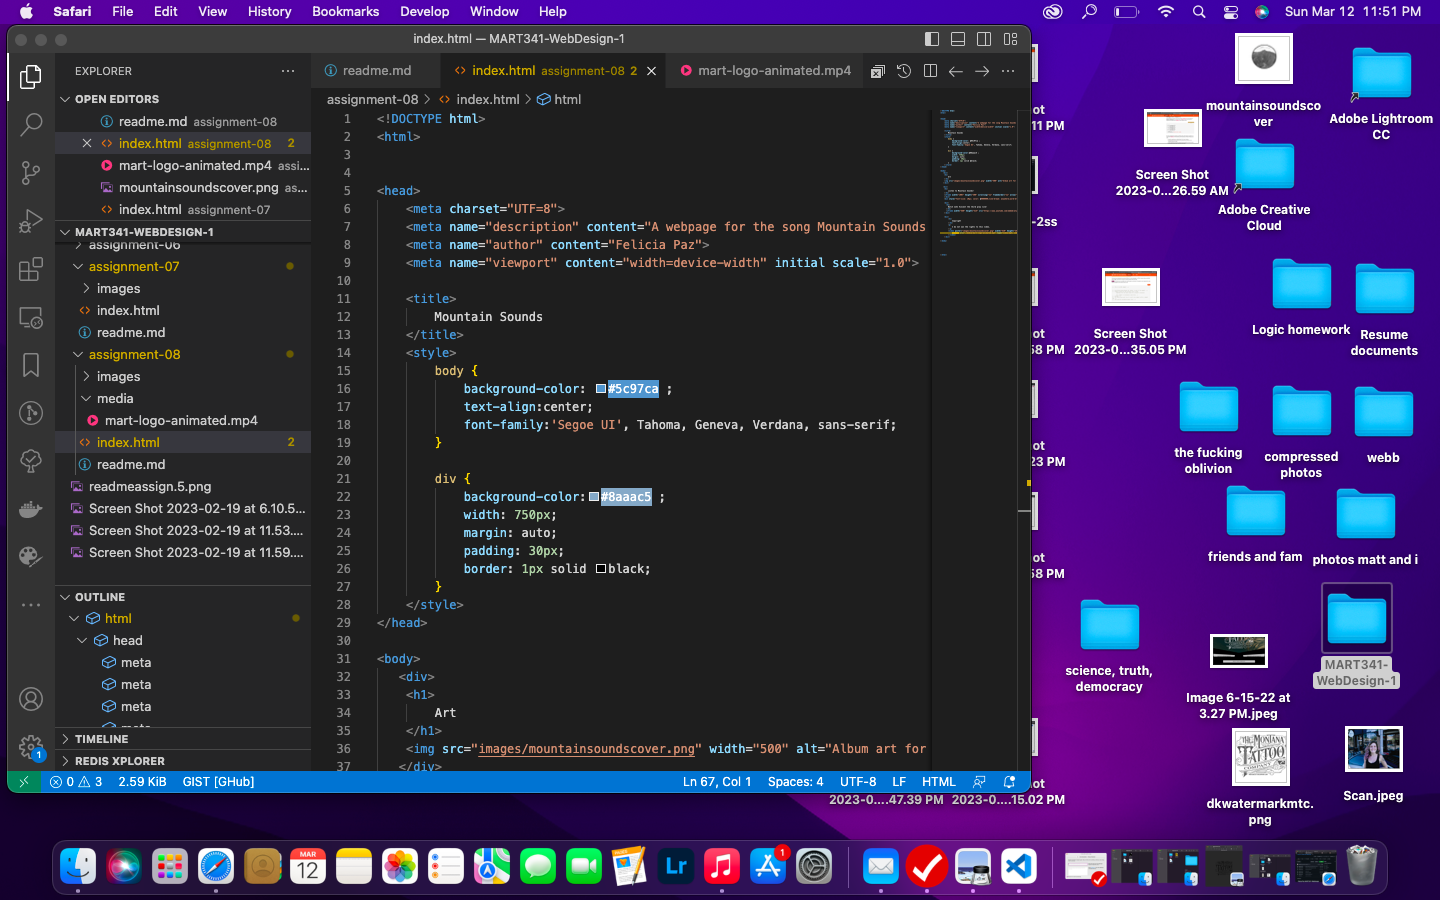 Safari File Edit View History Bookmarks Develop Window Help
Sun Mar 12 11:51 PM
index.html — MART341-WebDesign-1
EXPLORER
OPEN EDITORS
readme.md assignment-08
index.html assignment-08 2
mart-logo-animated.mp4 assi...
mountainsoundscover.png as...
index.html assignment-07
MART341-WEBDESIGN-1
assignment-06
assignment-07
images
index.html
readme.md
assignment-08
images
media
mart-logo-animated.mp4
index.html 2
readme.md
readmeassign.5.png
Screen Shot 2023-02-19 at 6.10.5...
Screen Shot 2023-02-19 at 11.53....
Screen Shot 2023-02-19 at 11.59....
OUTLINE
html
head
meta
meta
meta
meta
TIMELINE
REDIS XPLORER
readme.md
index.html assignment-08 2
mart-logo-animated.mp4
assignment-08 > index.html > html
1 <!DOCTYPE html>
2 <html>
3
4
5 <head>
6 <meta charset="UTF=8">
7 <meta name="description" content="A webpage for the song Mountain Sounds
8 <meta name="author" content="Felicia Paz">
9 <meta name="viewport" content="width=device-width" initial scale="1.0">
10
11 <title>
12 Mountain Sounds
13 </title>
14 <style>
15 body {
16 background-color: #5c97ca ;
17 text-align:center;
18 font-family:'Segoe UI', Tahoma, Geneva, Verdana, sans-serif;
19 }
20
21 div {
22 background-color: #8aaac5 ;
23 width: 750px;
24 margin: auto;
25 padding: 30px;
26 border: 1px solid black;
27 }
28 </style>
29 </head>
30
31 <body>
32 <div>
33 <h1>
34 Art
35 </h1>
36 <img src="images/mountainsoundscover.png" width="500" alt="Album art for
37 </div>
0 3 2.59 KiB GIST [GHub]
Ln 67, Col 1 Spaces: 4 UTF-8 LF HTML
1
ot
11 PM
-2ss
ot
58 PM
ot
23 PM
ot
58 PM
ot
2023-0....47.39 PM
2023-0....15.02 PM
mountainsoundsco
ver
Adobe Lightroom
CC
Screen Shot
2023-0...26.59 AM
Adobe Creative
Cloud
Screen Shot
2023-0...35.05 PM
Logic homework
Resume
documents
the fucking
oblivion
compressed
photos
webb
friends and fam
photos matt and i
science, truth,
democracy
Image 6-15-22 at
3.27 PM.jpeg
MART341-
WebDesign-1
THE MONTANA
TATTOO
COMPANY
dkwatermarkmtc.
png
Scan.jpeg
MAR
12
Lr
1